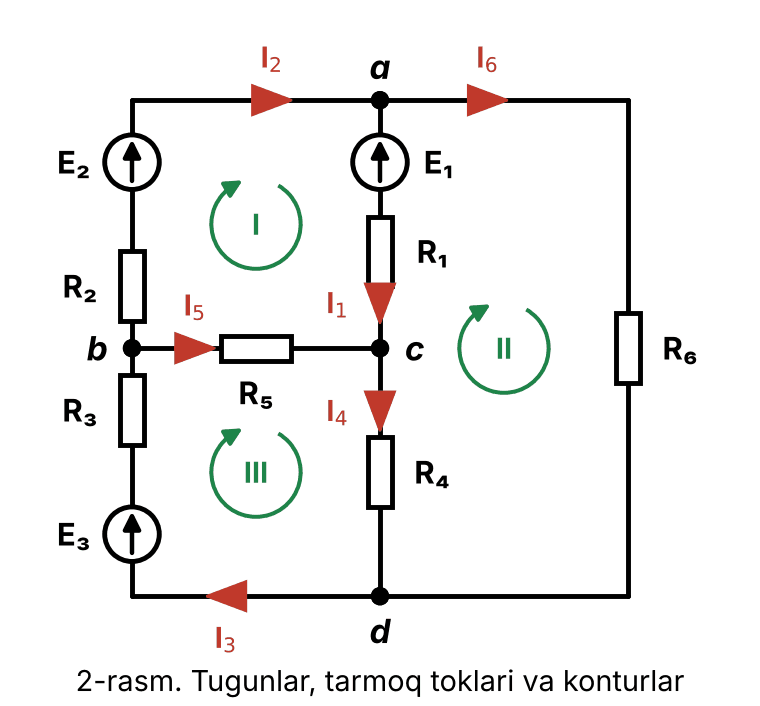 I₂
a
I₆
E₂
E₁
I
R₁
R₂
I₅
I₁
b
c
II
R₆
R₃
R₅
I₄
III
R₄
E₃
I₃
d
2-rasm. Tugunlar, tarmoq toklari va konturlar